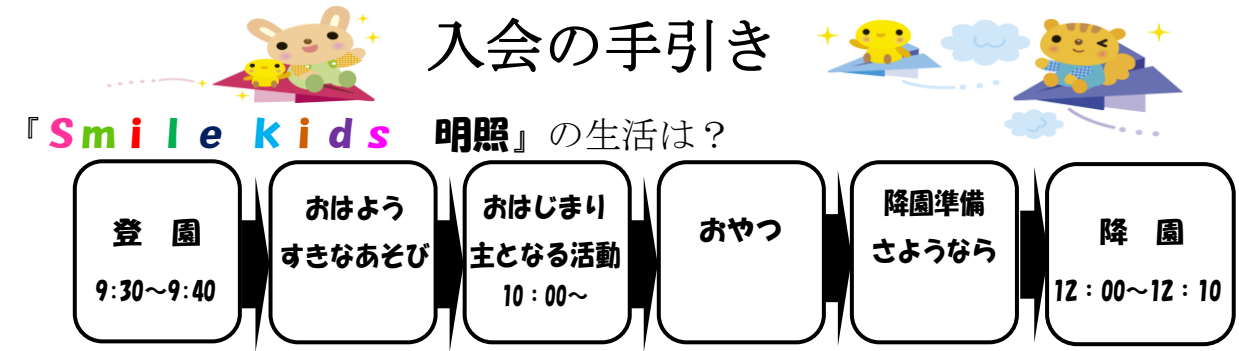 入会の手引き
『Smile kids 明照』の生活は？
登 園
9:30～9:40
おはよう
すきなあそび
おはじまり
主となる活動
10：00～
おやつ
降園準備
さようなら
降 園
12：00～12：10